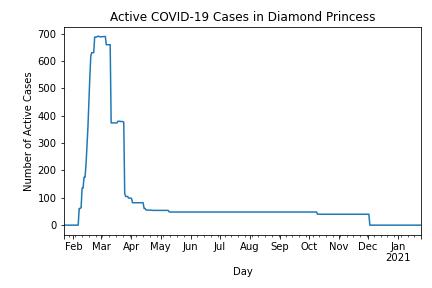 Active COVID-19 Cases in Diamond Princess
700
600
500
400
300
200
100
0
Number of Active Cases
Feb Mar Apr May Jun Jul Aug Sep Oct Nov Dec Jan
2021
Day